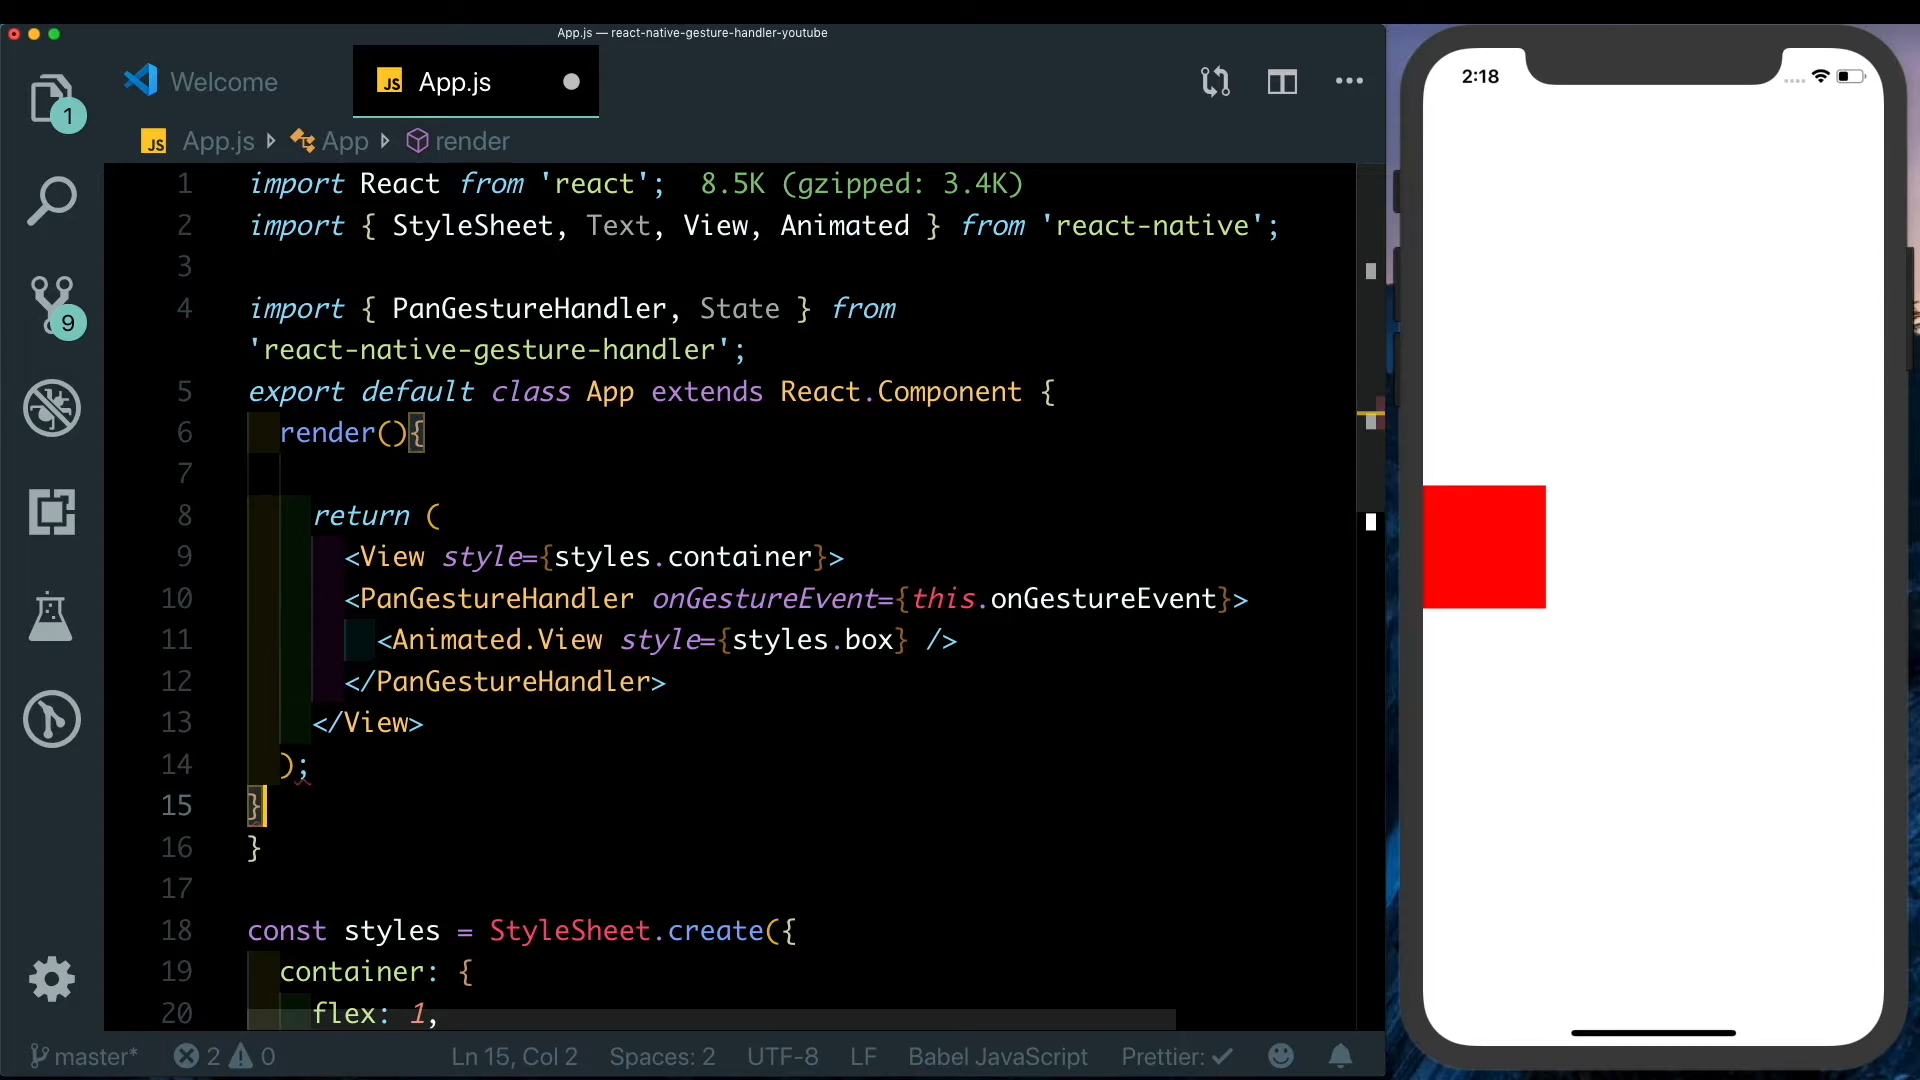 App.js — react-native-gesture-handler-youtube
Welcome
JS App.js
2:18
1
JS App.js App render
1 import React from 'react'; 8.5K (gzipped: 3.4K)
2 import { StyleSheet, Text, View, Animated } from 'react-native';
3
4 import { PanGestureHandler, State } from
'react-native-gesture-handler';
9
5 export default class App extends React.Component {
6 render(){
7
8 return (
9 <View style={styles.container}>
10 <PanGestureHandler onGestureEvent={this.onGestureEvent}>
11 <Animated.View style={styles.box} />
12 </PanGestureHandler>
13 </View>
14 );
15 }
16 }
17
18 const styles = StyleSheet.create({
19 container: {
20 flex: 1,
master* 2 0 Ln 15, Col 2 Spaces: 2 UTF-8 LF Babel JavaScript Prettier: ✓